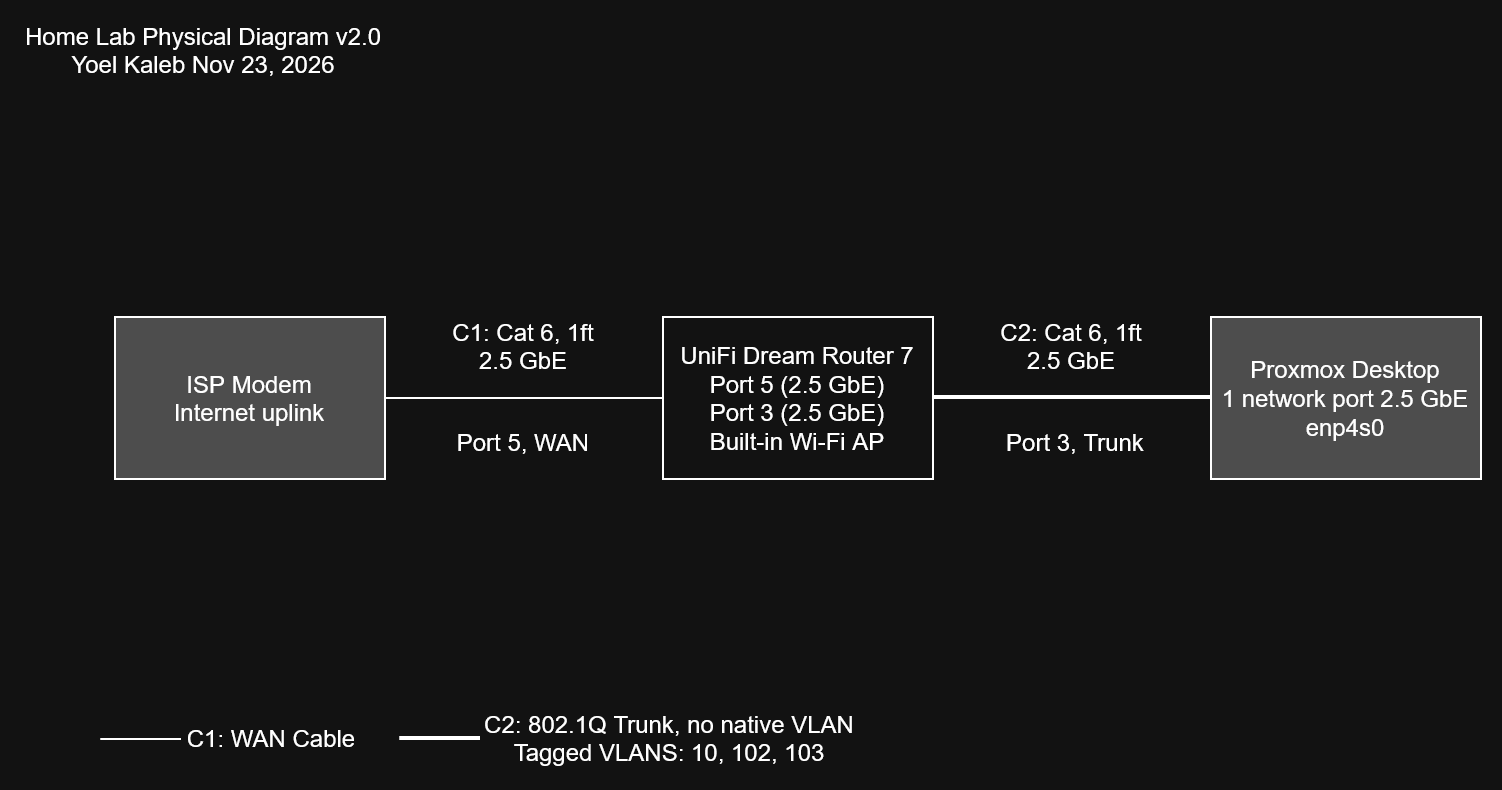 Home Lab Physical Diagram v2.0
Yoel Kaleb Nov 23, 2026
ISP Modem
Internet uplink
C1: Cat 6, 1ft
2.5 GbE
Port 5, WAN
UniFi Dream Router 7
Port 5 (2.5 GbE)
Port 3 (2.5 GbE)
Built-in Wi-Fi AP
C2: Cat 6, 1ft
2.5 GbE
Port 3, Trunk
Proxmox Desktop
1 network port 2.5 GbE
enp4s0
C1: WAN Cable
C2: 802.1Q Trunk, no native VLAN
Tagged VLANS: 10, 102, 103